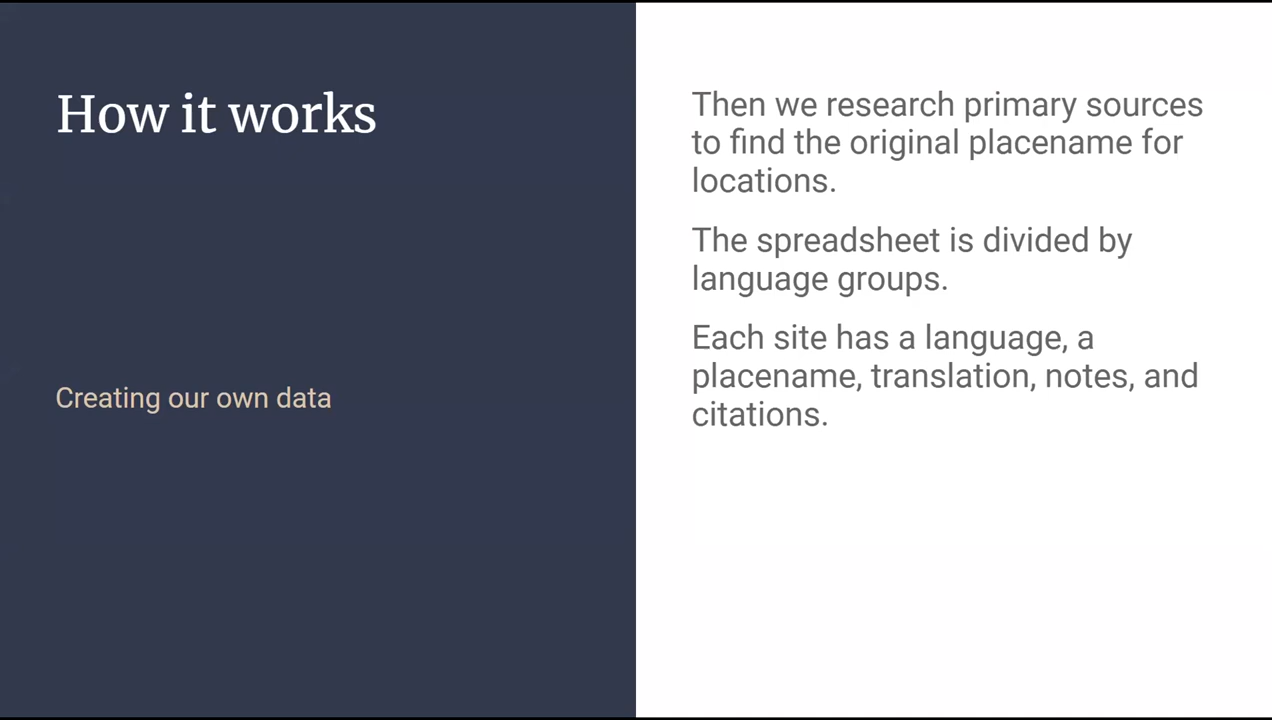 How it works
Creating our own data
Then we research primary sources
to find the original placename for
locations.
The spreadsheet is divided by
language groups.
Each site has a language, a
placename, translation, notes, and
citations.